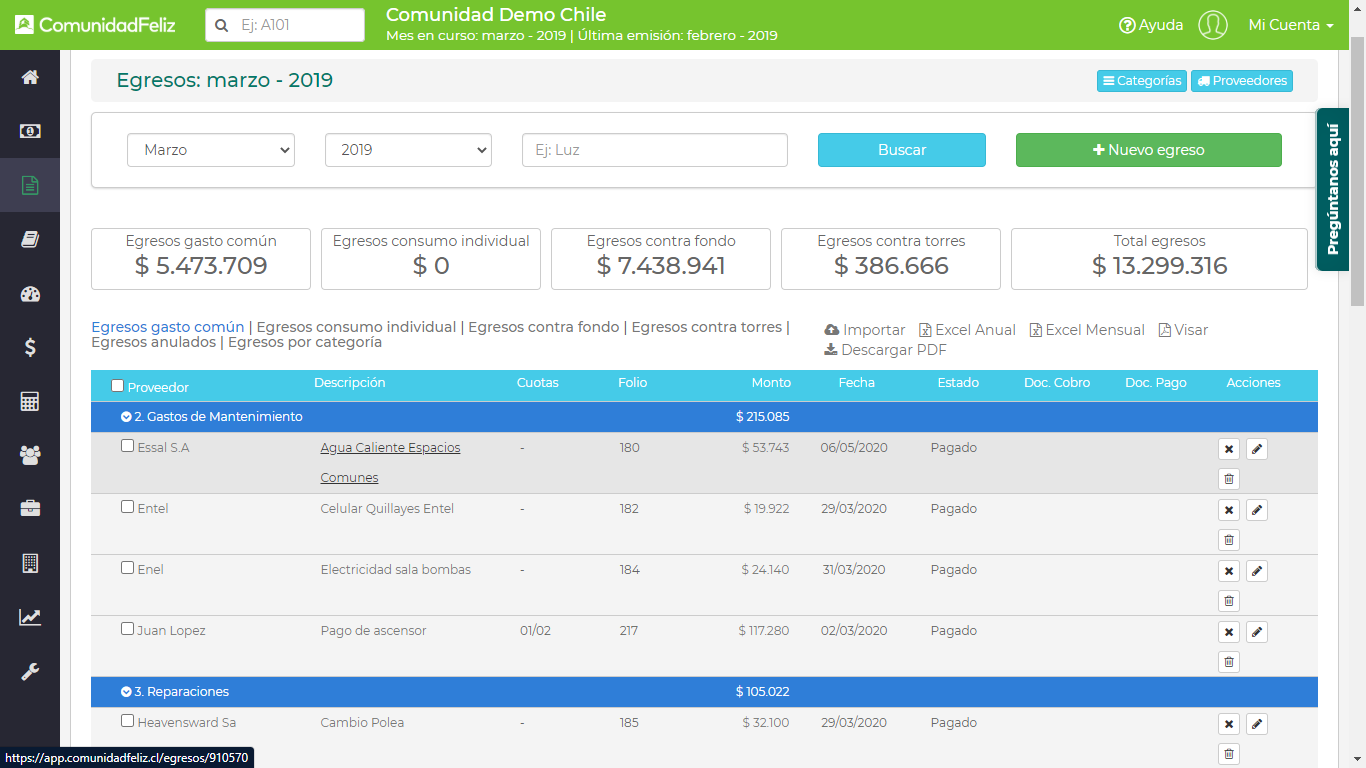 ComunidadFeliz
Ej: A101
Comunidad Demo Chile
Mes en curso: marzo - 2019 | Última emisión: febrero - 2019
Ayuda
Mi Cuenta
Egresos: marzo - 2019
Categorías
Proveedores
Pregúntanos aquí
Marzo
2019
Ej: Luz
Buscar
Nuevo egreso
Egresos gasto común
$ 5.473.709
Egresos consumo individual
$ 0
Egresos contra fondo
$ 7.438.941
Egresos contra torres
$ 386.666
Total egresos
$ 13.299.316
Egresos gasto común | Egresos consumo individual | Egresos contra fondo | Egresos contra torres |
Egresos anulados | Egresos por categoría
Importar Excel Anual Excel Mensual Visar
Descargar PDF
Proveedor Descripción Cuotas Folio Monto Fecha Estado Doc. Cobro Doc. Pago Acciones
2. Gastos de Mantenimiento $ 215.085
Essal S.A Agua Caliente Espacios - 180 $ 53.743 06/05/2020 Pagado
Comunes
Entel Celular Quillayes Entel - 182 $ 19.922 29/03/2020 Pagado
Enel Electricidad sala bombas - 184 $ 24.140 31/03/2020 Pagado
Juan Lopez Pago de ascensor 01/02 217 $ 117.280 02/03/2020 Pagado
3. Reparaciones $ 105.022
Heavensward Sa Cambio Polea - 185 $ 32.100 29/03/2020 Pagado
https://app.comunidadfeliz.cl/egresos/910570